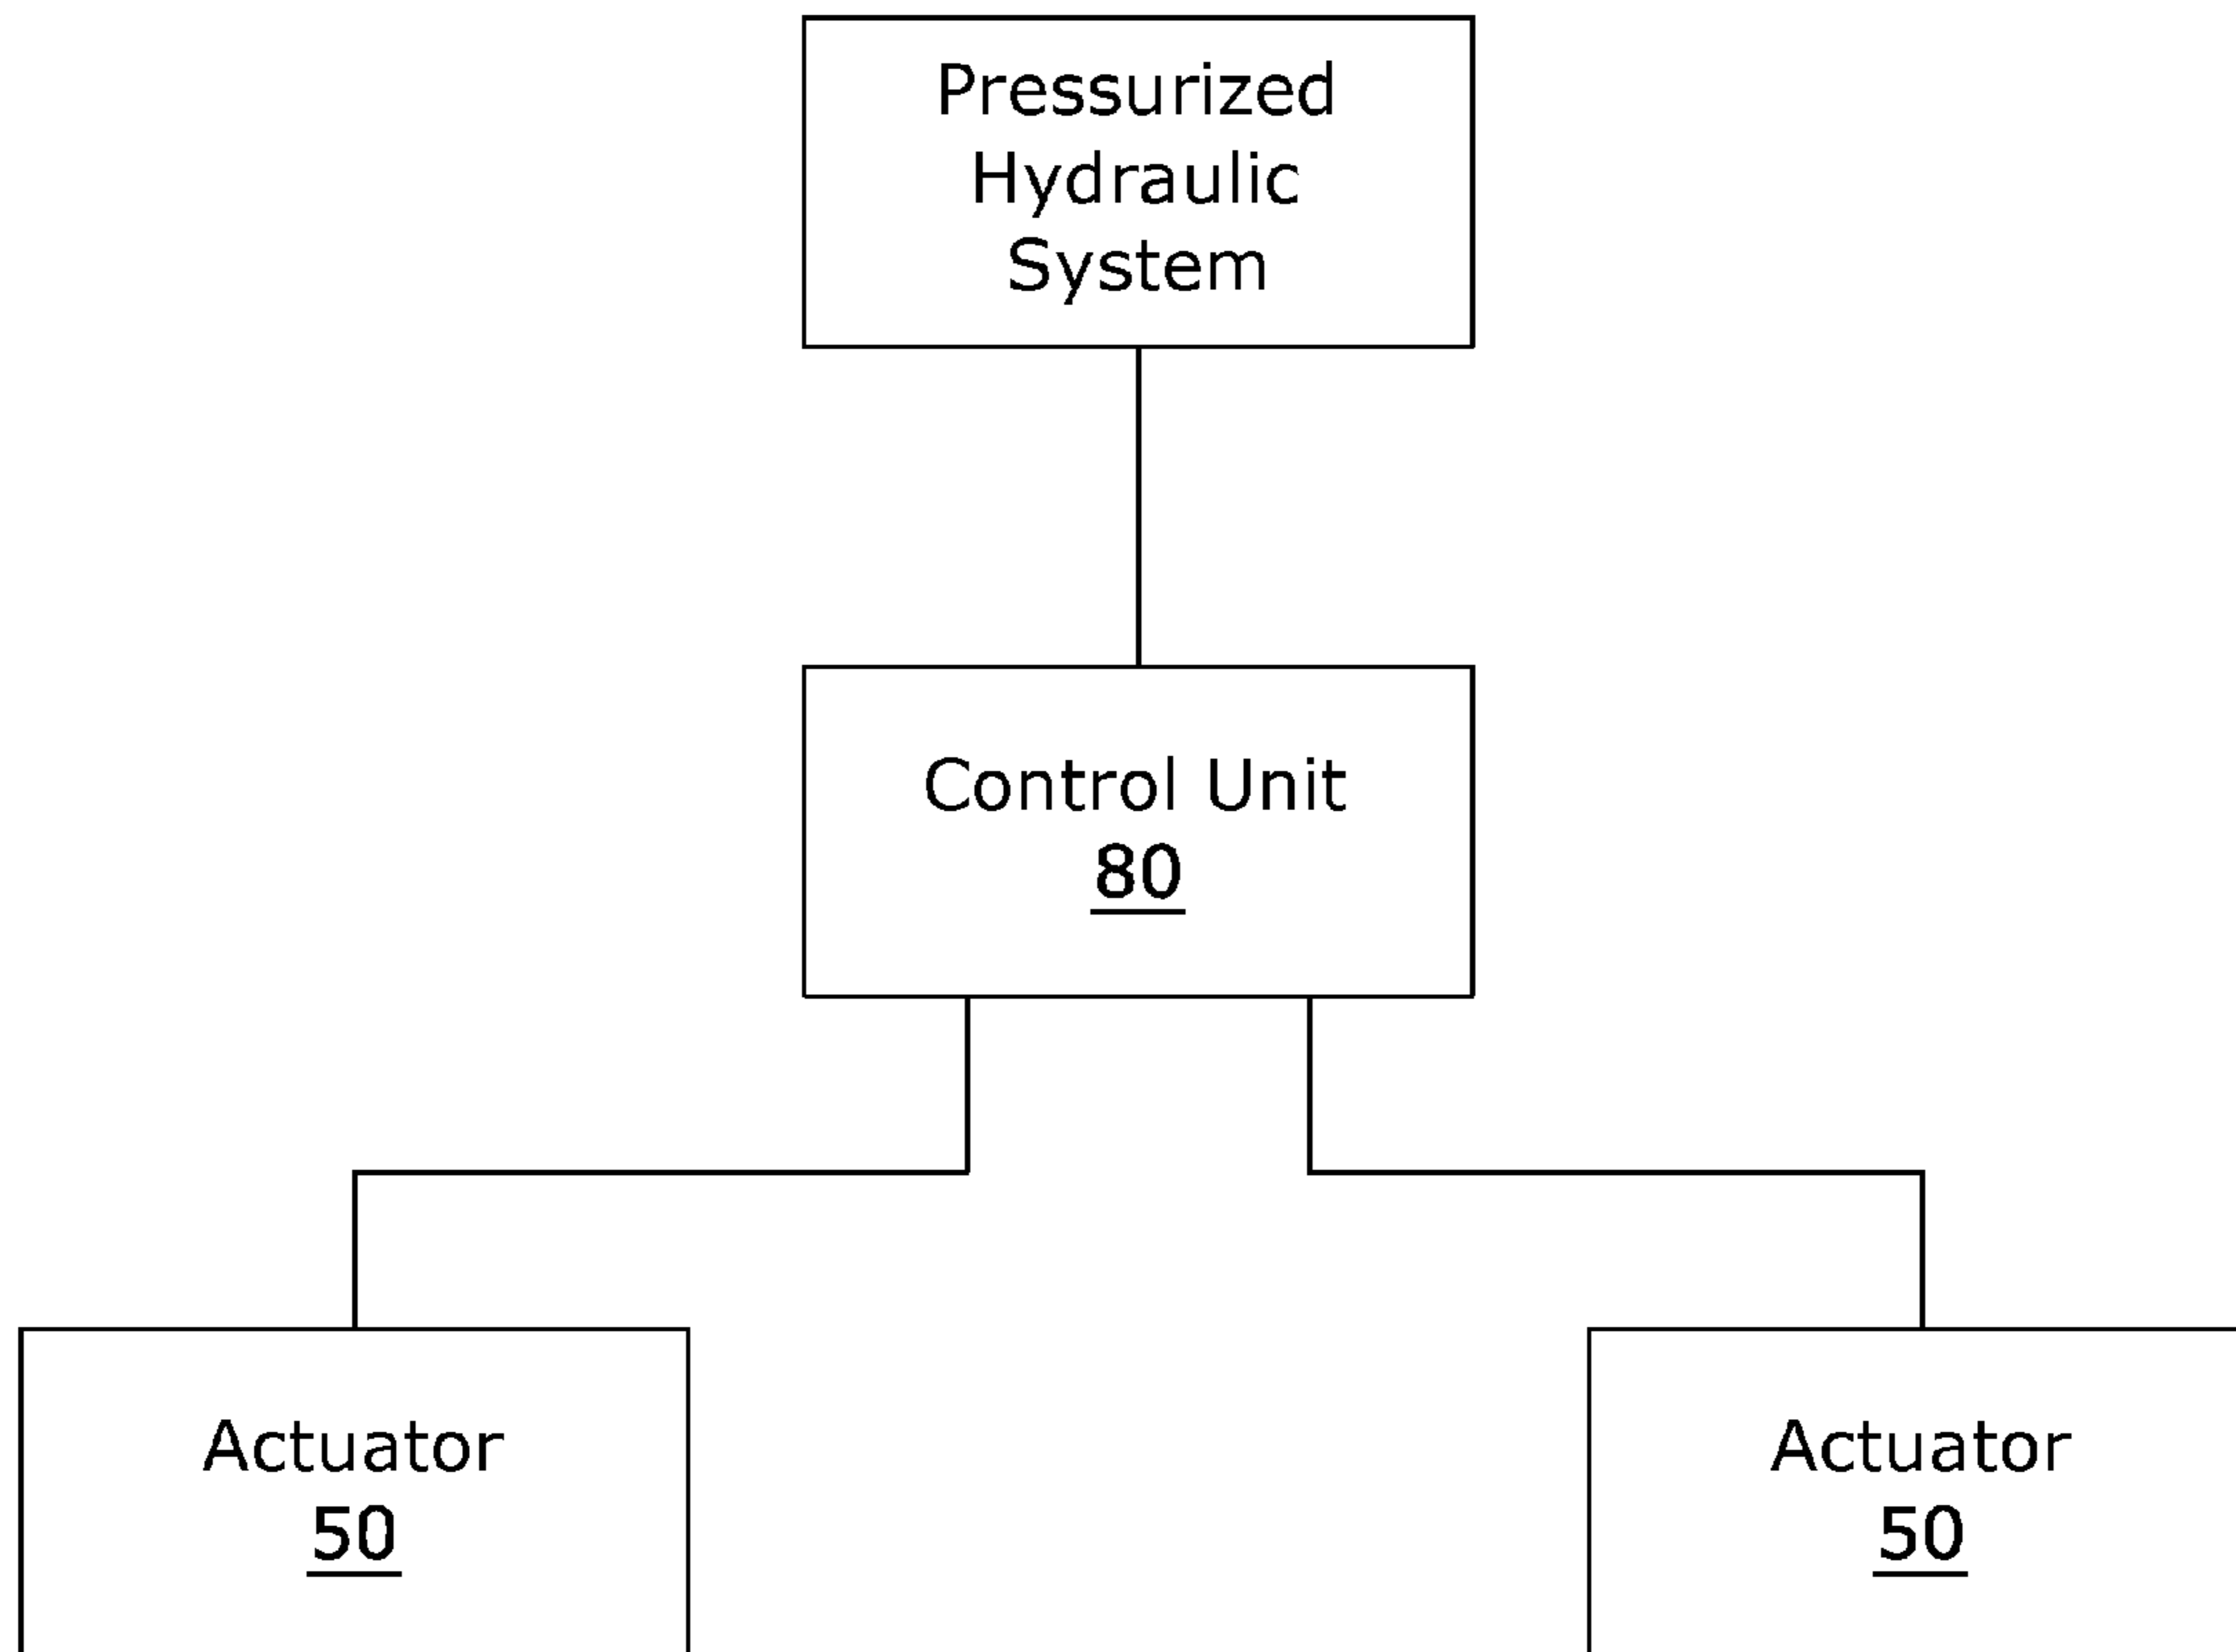 Pressurized
Hydraulic
System
Control Unit
80
Actuator
50
Actuator
50